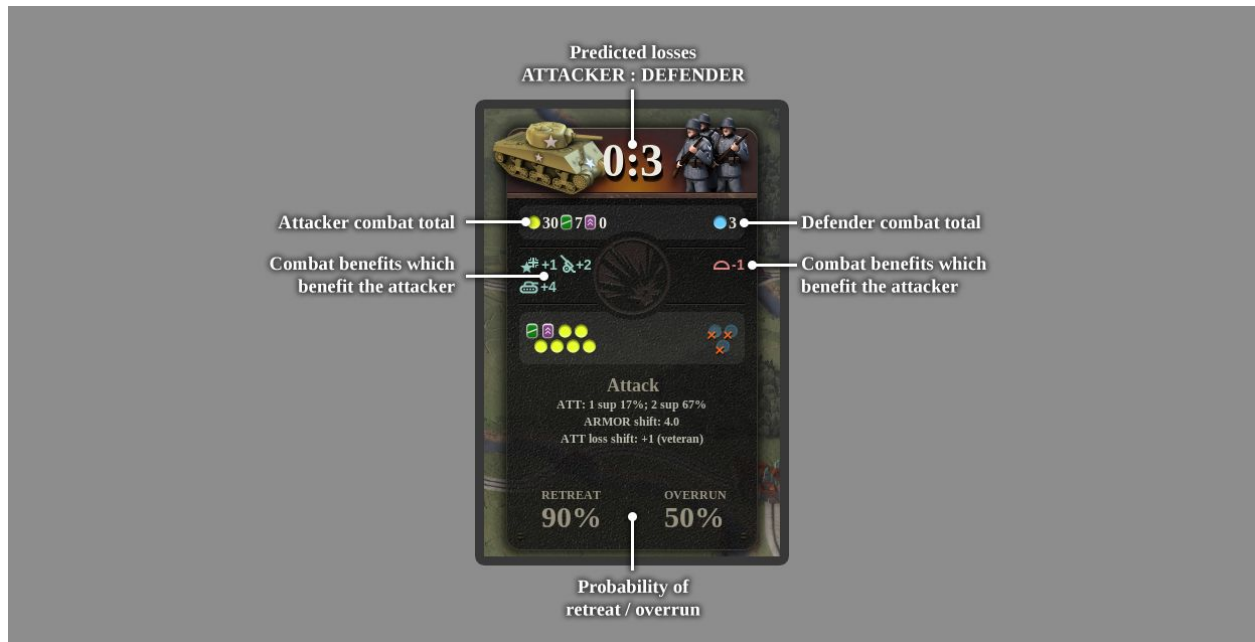 Predicted losses
ATTACKER : DEFENDER
0:3
Attacker combat total
30 7 0
3
Defender combat total
Combat benefits which
benefit the attacker
+1 +2
+4
-1
Combat benefits which
benefit the attacker
Attack
ATT: 1 sup 17%; 2 sup 67%
ARMOR shift: 4.0
ATT loss shift: +1 (veteran)
RETREAT
90%
OVERRUN
50%
Probability of
retreat / overrun